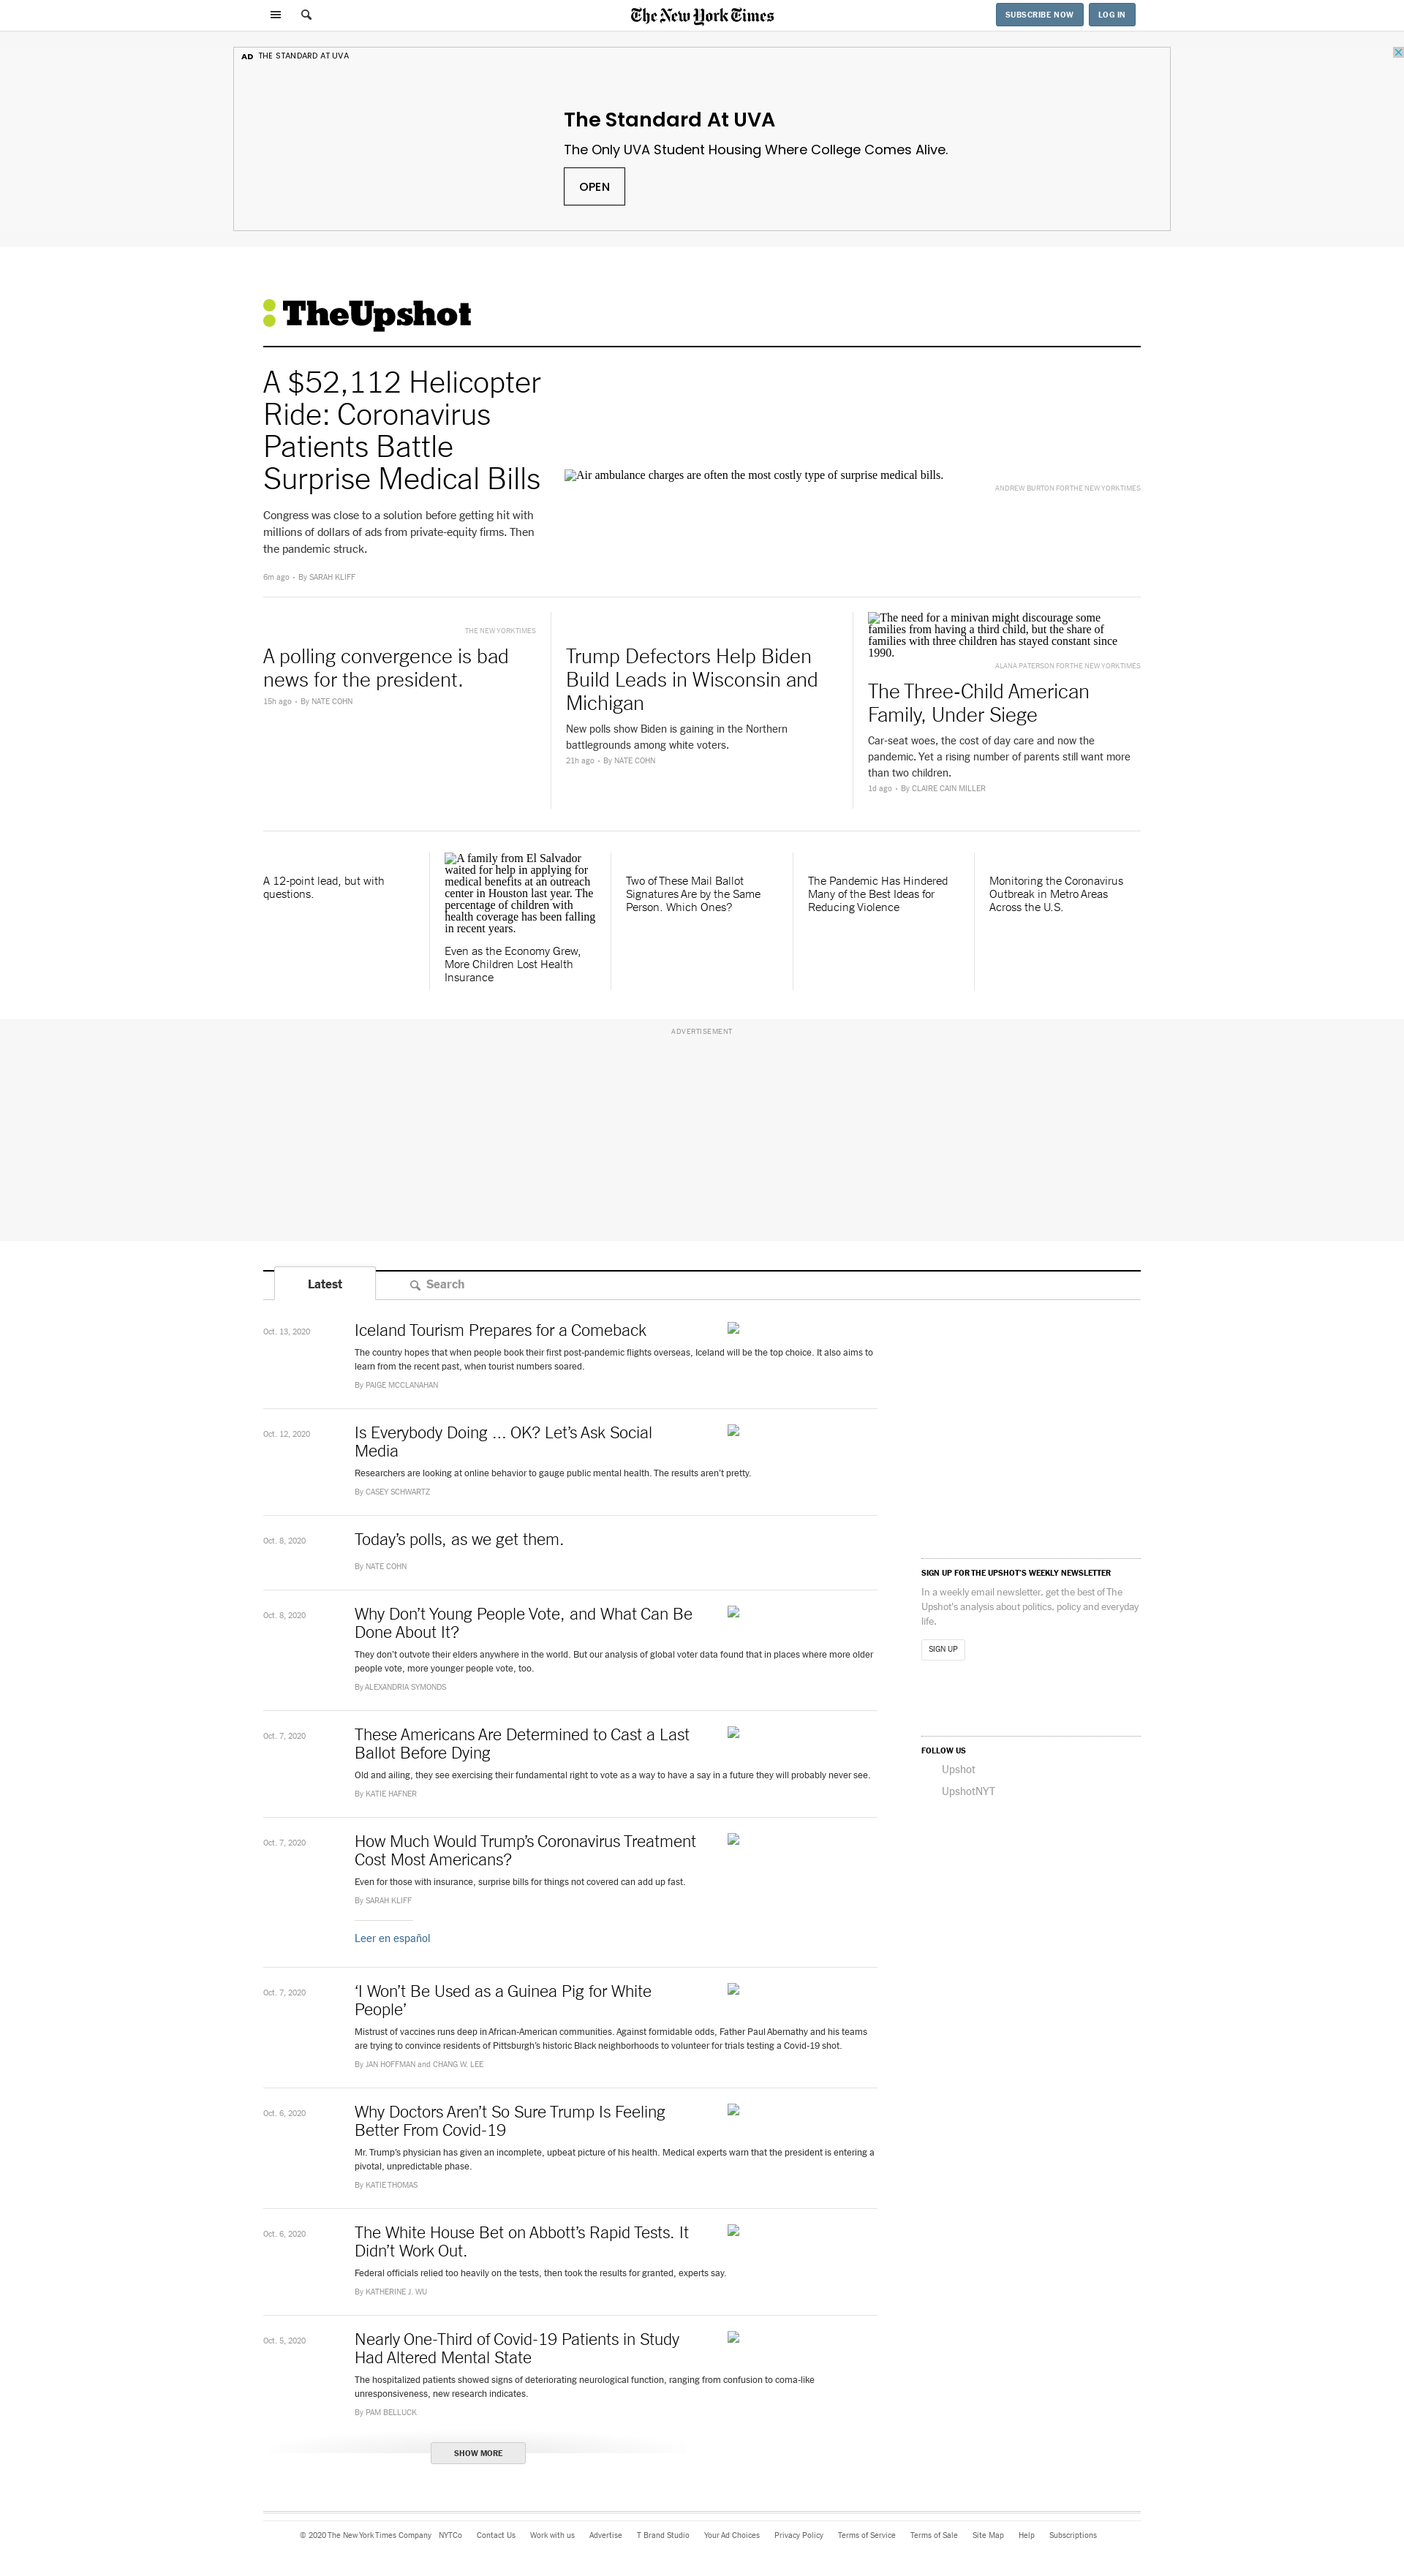 The New York Times
SUBSCRIBE NOW
LOG IN
AD THE STANDARD AT UVA
The Standard At UVA
The Only UVA Student Housing Where College Comes Alive.
OPEN
TheUpshot
A $52,112 Helicopter
Ride: Coronavirus
Patients Battle
Surprise Medical Bills
Congress was close to a solution before getting hit with
millions of dollars of ads from private-equity firms. Then
the pandemic struck.
6m ago • By SARAH KLIFF
Air ambulance charges are often the most costly type of surprise medical bills.
ANDREW BURTON FOR THE NEW YORK TIMES
THE NEW YORK TIMES
A polling convergence is bad
news for the president.
15h ago • By NATE COHN
Trump Defectors Help Biden
Build Leads in Wisconsin and
Michigan
New polls show Biden is gaining in the Northern
battlegrounds among white voters.
21h ago • By NATE COHN
The need for a minivan might discourage some
families from having a third child, but the share of
families with three children has stayed constant since
1990.
ALANA PATERSON FOR THE NEW YORK TIMES
The Three-Child American
Family, Under Siege
Car-seat woes, the cost of day care and now the
pandemic. Yet a rising number of parents still want more
than two children.
1d ago • By CLAIRE CAIN MILLER
A 12-point lead, but with
questions.
A family from El Salvador
waited for help in applying for
medical benefits at an outreach
center in Houston last year. The
percentage of children with
health coverage has been falling
in recent years.
Even as the Economy Grew,
More Children Lost Health
Insurance
Two of These Mail Ballot
Signatures Are by the Same
Person. Which Ones?
The Pandemic Has Hindered
Many of the Best Ideas for
Reducing Violence
Monitoring the Coronavirus
Outbreak in Metro Areas
Across the U.S.
ADVERTISEMENT
Latest
Search
Oct. 13, 2020
Iceland Tourism Prepares for a Comeback
The country hopes that when people book their first post-pandemic flights overseas, Iceland will be the top choice. It also aims to
learn from the recent past, when tourist numbers soared.
By PAIGE MCCLANAHAN
Oct. 12, 2020
Is Everybody Doing … OK? Let’s Ask Social
Media
Researchers are looking at online behavior to gauge public mental health. The results aren’t pretty.
By CASEY SCHWARTZ
Oct. 8, 2020
Today’s polls, as we get them.
By NATE COHN
Oct. 8, 2020
Why Don’t Young People Vote, and What Can Be
Done About It?
They don’t outvote their elders anywhere in the world. But our analysis of global voter data found that in places where more older
people vote, more younger people vote, too.
By ALEXANDRIA SYMONDS
Oct. 7, 2020
These Americans Are Determined to Cast a Last
Ballot Before Dying
Old and ailing, they see exercising their fundamental right to vote as a way to have a say in a future they will probably never see.
By KATIE HAFNER
Oct. 7, 2020
How Much Would Trump’s Coronavirus Treatment
Cost Most Americans?
Even for those with insurance, surprise bills for things not covered can add up fast.
By SARAH KLIFF
Leer en español
Oct. 7, 2020
‘I Won’t Be Used as a Guinea Pig for White
People’
Mistrust of vaccines runs deep in African-American communities. Against formidable odds, Father Paul Abernathy and his teams
are trying to convince residents of Pittsburgh’s historic Black neighborhoods to volunteer for trials testing a Covid-19 shot.
By JAN HOFFMAN and CHANG W. LEE
Oct. 6, 2020
Why Doctors Aren’t So Sure Trump Is Feeling
Better From Covid-19
Mr. Trump’s physician has given an incomplete, upbeat picture of his health. Medical experts warn that the president is entering a
pivotal, unpredictable phase.
By KATIE THOMAS
Oct. 6, 2020
The White House Bet on Abbott’s Rapid Tests. It
Didn’t Work Out.
Federal officials relied too heavily on the tests, then took the results for granted, experts say.
By KATHERINE J. WU
Oct. 5, 2020
Nearly One-Third of Covid-19 Patients in Study
Had Altered Mental State
The hospitalized patients showed signs of deteriorating neurological function, ranging from confusion to coma-like
unresponsiveness, new research indicates.
By PAM BELLUCK
SHOW MORE
SIGN UP FOR THE UPSHOT’S WEEKLY NEWSLETTER
In a weekly email newsletter, get the best of The
Upshot’s analysis about politics, policy and everyday
life.
SIGN UP
FOLLOW US
Upshot
UpshotNYT
© 2020 The New York Times Company NYTCo Contact Us Work with us Advertise T Brand Studio Your Ad Choices Privacy Policy Terms of Service Terms of Sale Site Map Help Subscriptions